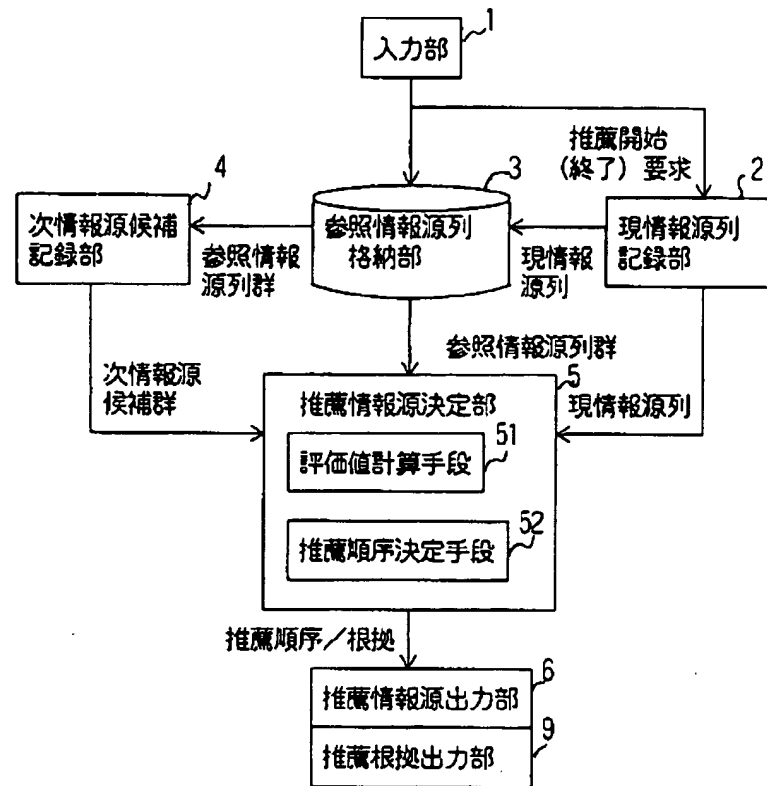 1
入力部
推薦開始
(終了)要求
4
3
2
次情報源候補
記録部
参照情報源列
格納部
現情報源列
記録部
参照情報
源列群
現情報
源列
参照情報源列群
次情報源
候補群
5
推薦情報源決定部
現情報源列
51
評価値計算手段
52
推薦順序決定手段
推薦順序/根拠
6
推薦情報源出力部
9
推薦根拠出力部